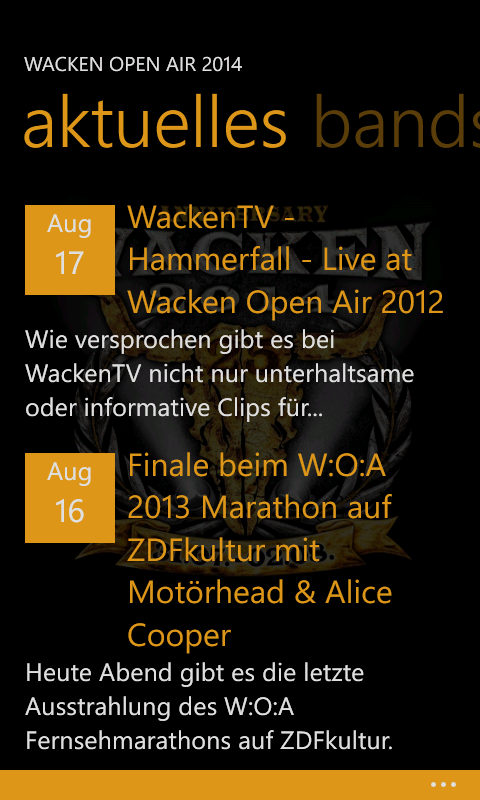 WACKEN OPEN AIR 2014
aktuelles bands
Aug
17
WackenTV -
Hammerfall - Live at
Wacken Open Air 2012
Wie versprochen gibt es bei
WackenTV nicht nur unterhaltsame
oder informative Clips für...
Aug
16
Finale beim W:O:A
2013 Marathon auf
ZDFkultur mit
Motörhead & Alice
Cooper
Heute Abend gibt es die letzte
Ausstrahlung des W:O:A
Fernsehmarathons auf ZDFkultur.
ANNIVERSARY
WACKEN